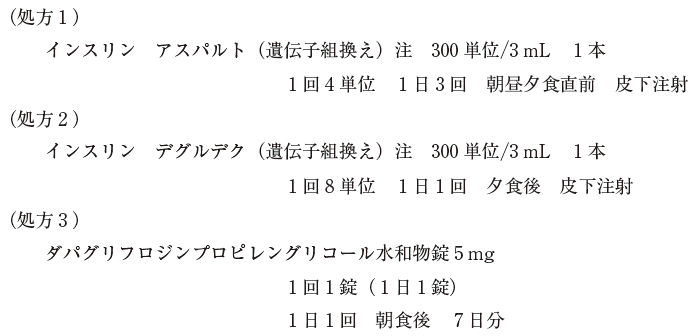 （処方１）
インスリン　アスパルト（遺伝子組換え）注　300 単位/3 mL　１本
１回４単位　１日３回　朝昼夕食直前　皮下注射
（処方２）
インスリン　デグルデク（遺伝子組換え）注　300 単位/3 mL　１本
１回８単位　１日１回　夕食後　皮下注射
（処方３）
ダパグリフロジンプロピレングリコール水和物錠５mg
１回１錠（１日１錠）
１日１回　朝食後　７日分